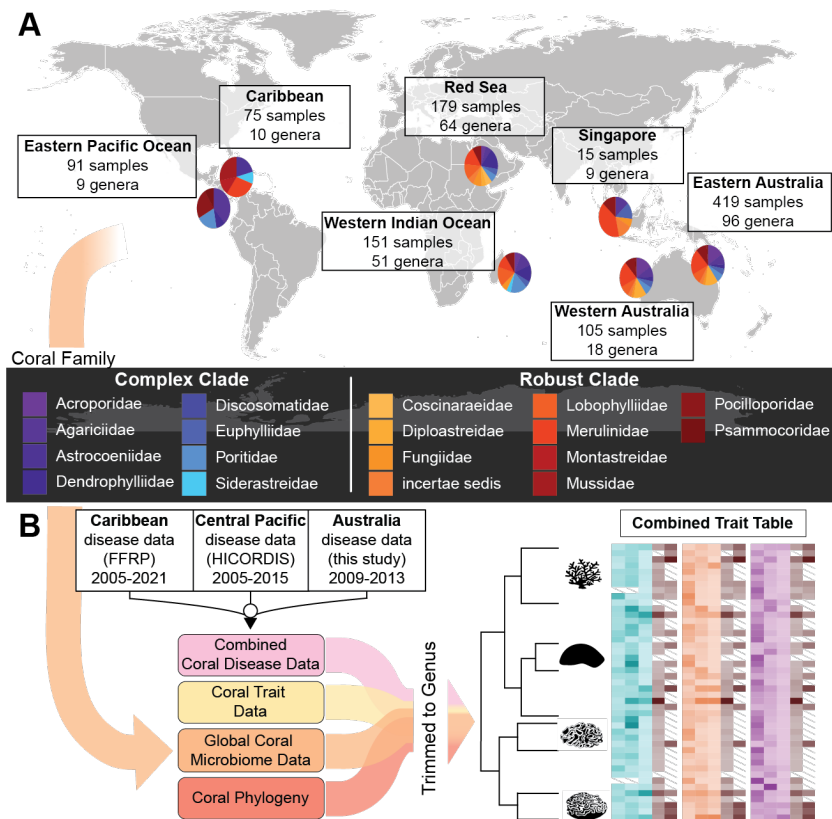 A
Caribbean
75 samples
10 genera
Red Sea
179 samples
64 genera
Eastern Pacific Ocean
91 samples
9 genera
Singapore
15 samples
9 genera
Eastern Australia
419 samples
96 genera
Western Indian Ocean
151 samples
51 genera
Western Australia
105 samples
18 genera
Coral Family
Complex Clade
Acroporidae
Agariciidae
Astrocoeniidae
Dendrophylliidae
Discosomatidae
Euphylliidae
Poritidae
Siderastreidae
Robust Clade
Coscinaraeidae
Diploastreidae
Fungiidae
incertae sedis
Lobophylliidae
Merulinidae
Montastreidae
Mussidae
Pocilloporidae
Psammocoridae
B
Caribbean
disease data
(FFRP)
2005-2021
Central Pacific
disease data
(HICORDIS)
2005-2015
Australia
disease data
(this study)
2009-2013
Combined
Coral Disease Data
Coral Trait
Data
Global Coral
Microbiome Data
Coral Phylogeny
Trimmed to Genus
Combined Trait Table